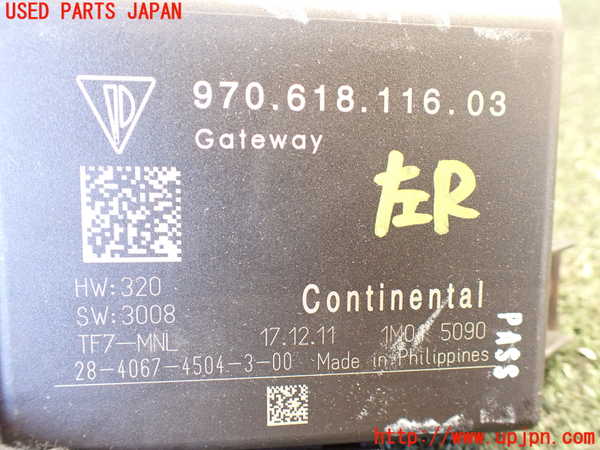 USED PARTS JAPAN
970.618.116.03
Gateway
左R
HW:320
SW:3008
Continental
TF7-MNL 17.12.11 5090
28-4067-4504-3-00 Made in Philippines
PASS
http://www.upjpn.com